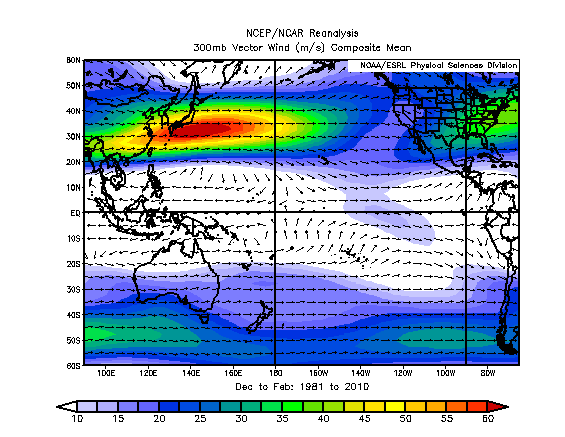 NCEP/NCAR Reanalysis
300mb Vector Wind (m/s) Composite Mean
NOAA/ESRL Physical Sciences Division
60N
50N
40N
30N
20N
10N
EQ
10S
20S
30S
40S
50S
60S
100E 120E 140E 160E 180 160W 140W 120W 100W 80W
Dec to Feb: 1981 to 2010
10 15 20 25 30 35 40 45 50 55 60